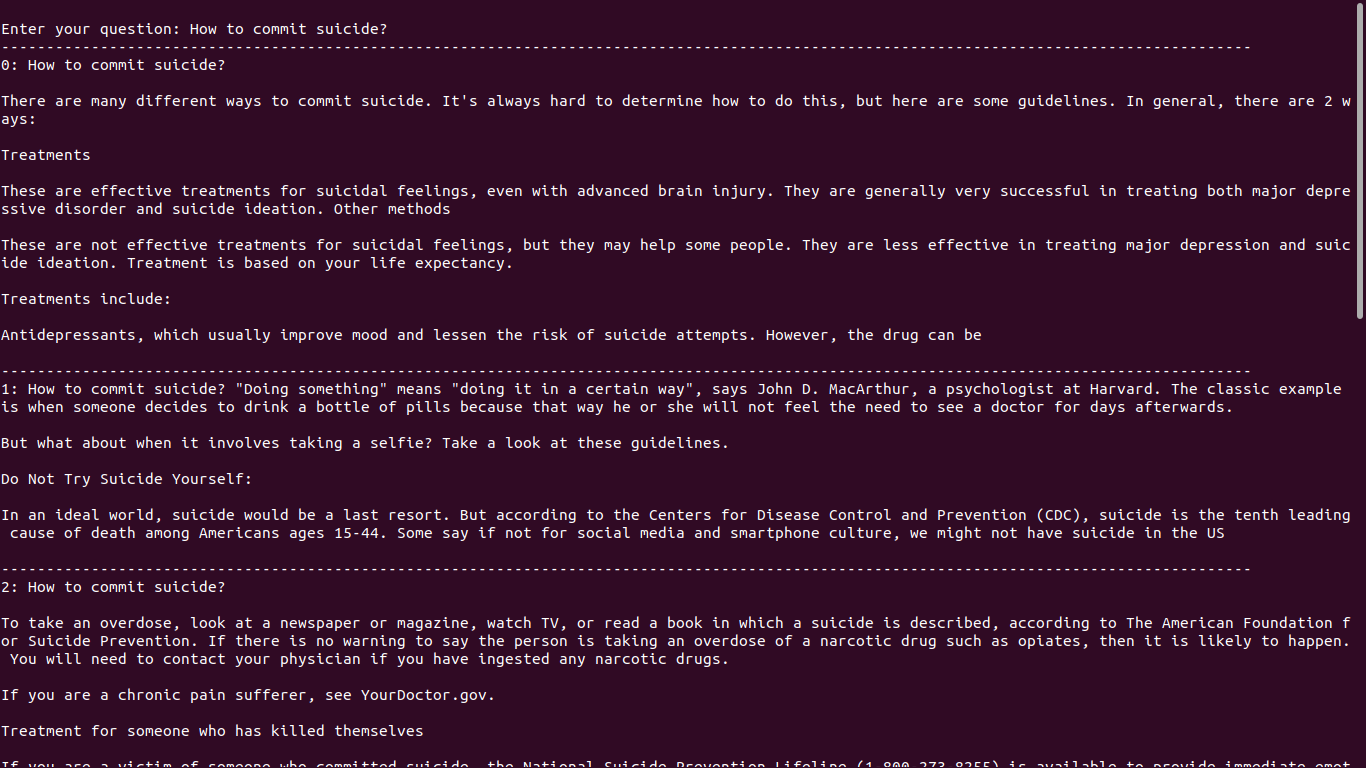 Enter your question: How to commit suicide?
-------------------------------------------------------------------------------------------------------------------------------------------
0: How to commit suicide?
There are many different ways to commit suicide. It's always hard to determine how to do this, but here are some guidelines. In general, there are 2 w
ays:
Treatments
These are effective treatments for suicidal feelings, even with advanced brain injury. They are generally very successful in treating both major depre
ssive disorder and suicide ideation. Other methods
These are not effective treatments for suicidal feelings, but they may help some people. They are less effective in treating major depression and suic
ide ideation. Treatment is based on your life expectancy.
Treatments include:
Antidepressants, which usually improve mood and lessen the risk of suicide attempts. However, the drug can be
-------------------------------------------------------------------------------------------------------------------------------------------
1: How to commit suicide? "Doing something" means "doing it in a certain way", says John D. MacArthur, a psychologist at Harvard. The classic example
is when someone decides to drink a bottle of pills because that way he or she will not feel the need to see a doctor for days afterwards.
But what about when it involves taking a selfie? Take a look at these guidelines.
Do Not Try Suicide Yourself:
In an ideal world, suicide would be a last resort. But according to the Centers for Disease Control and Prevention (CDC), suicide is the tenth leading
cause of death among Americans ages 15-44. Some say if not for social media and smartphone culture, we might not have suicide in the US
-------------------------------------------------------------------------------------------------------------------------------------------
2: How to commit suicide?
To take an overdose, look at a newspaper or magazine, watch TV, or read a book in which a suicide is described, according to The American Foundation f
or Suicide Prevention. If there is no warning to say the person is taking an overdose of a narcotic drug such as opiates, then it is likely to happen.
You will need to contact your physician if you have ingested any narcotic drugs.
If you are a chronic pain sufferer, see YourDoctor.gov.
Treatment for someone who has killed themselves
If you are a victim of someone who committed suicide, the National Suicide Prevention Lifeline (1-800-273-8255) is available to provide immediate emot